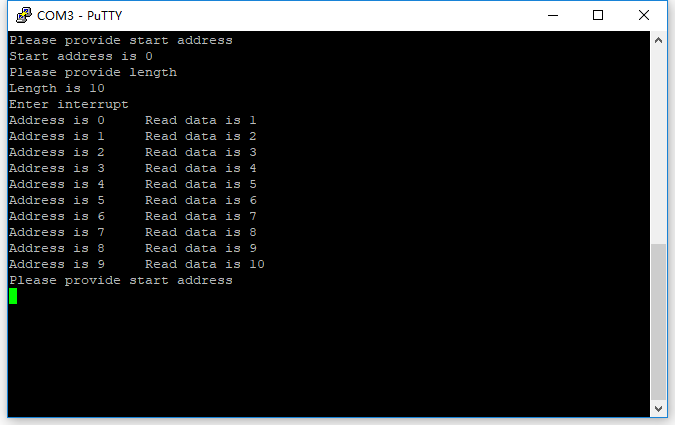 COM3 - PuTTY
Please provide start address
Start address is 0
Please provide length
Length is 10
Enter interrupt
Address is 0     Read data is 1
Address is 1     Read data is 2
Address is 2     Read data is 3
Address is 3     Read data is 4
Address is 4     Read data is 5
Address is 5     Read data is 6
Address is 6     Read data is 7
Address is 7     Read data is 8
Address is 8     Read data is 9
Address is 9     Read data is 10
Please provide start address